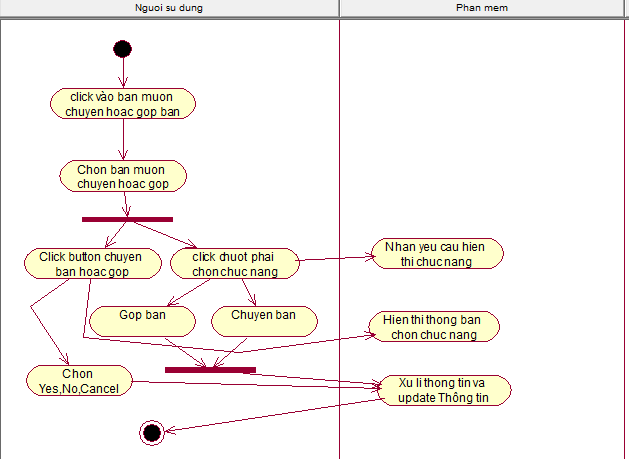 Nguoi su dung
Phan mem
click vào ban muon
chuyen hoac gop ban
Chon ban muon
chuyen hoac gop
Click button chuyen
ban hoac gop
click chuot phai
chon chuc nang
Nhan yeu cau hien
thi chuc nang
Gop ban
Chuyen ban
Hien thi thong ban
chon chuc nang
Chon
Yes,No,Cancel
Xu li thong tin va
update Thông tin